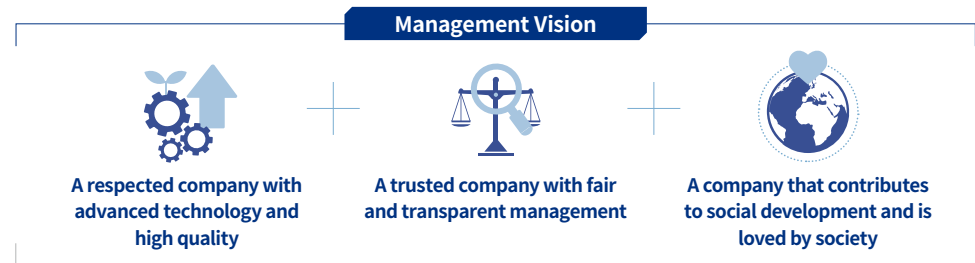 Management Vision
A respected company with
advanced technology and
high quality
A trusted company with fair
and transparent management
A company that contributes
to social development and is
loved by society